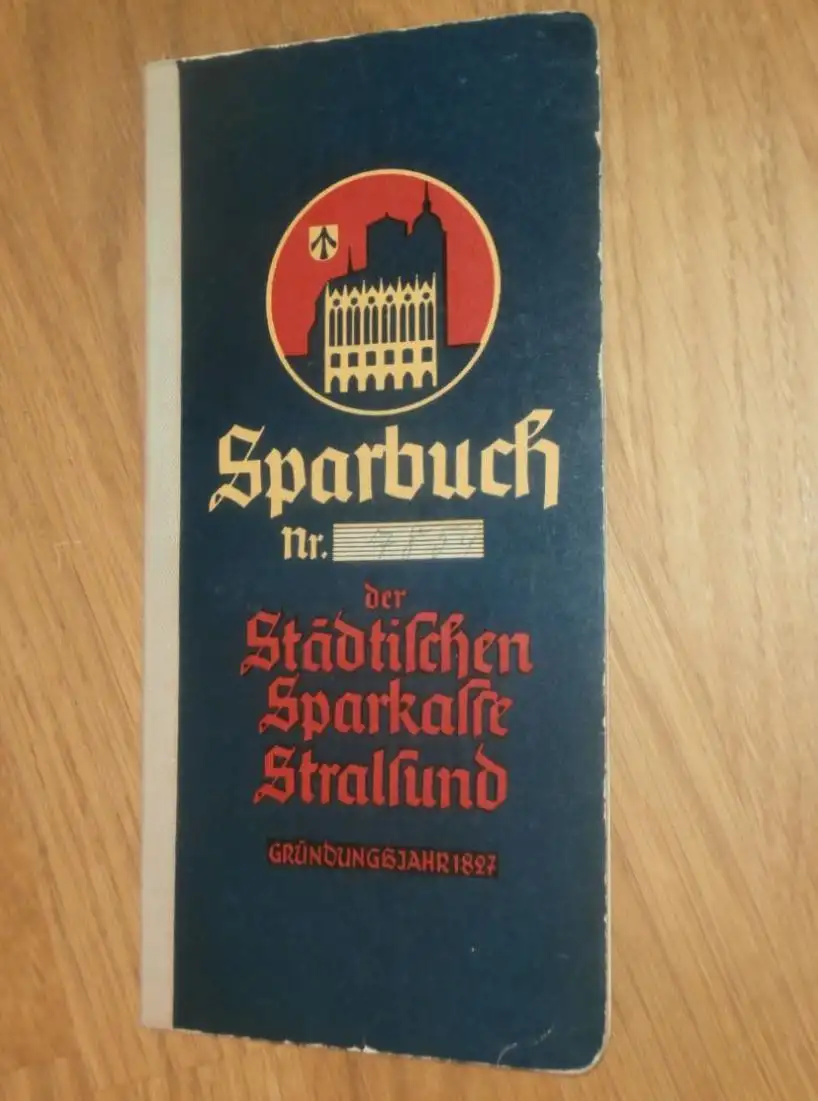 Sparbuch
Nr.
der
Städtiſchen
Sparkaſſe
Stralſund
GRÜNDUNGSJAHR 1827